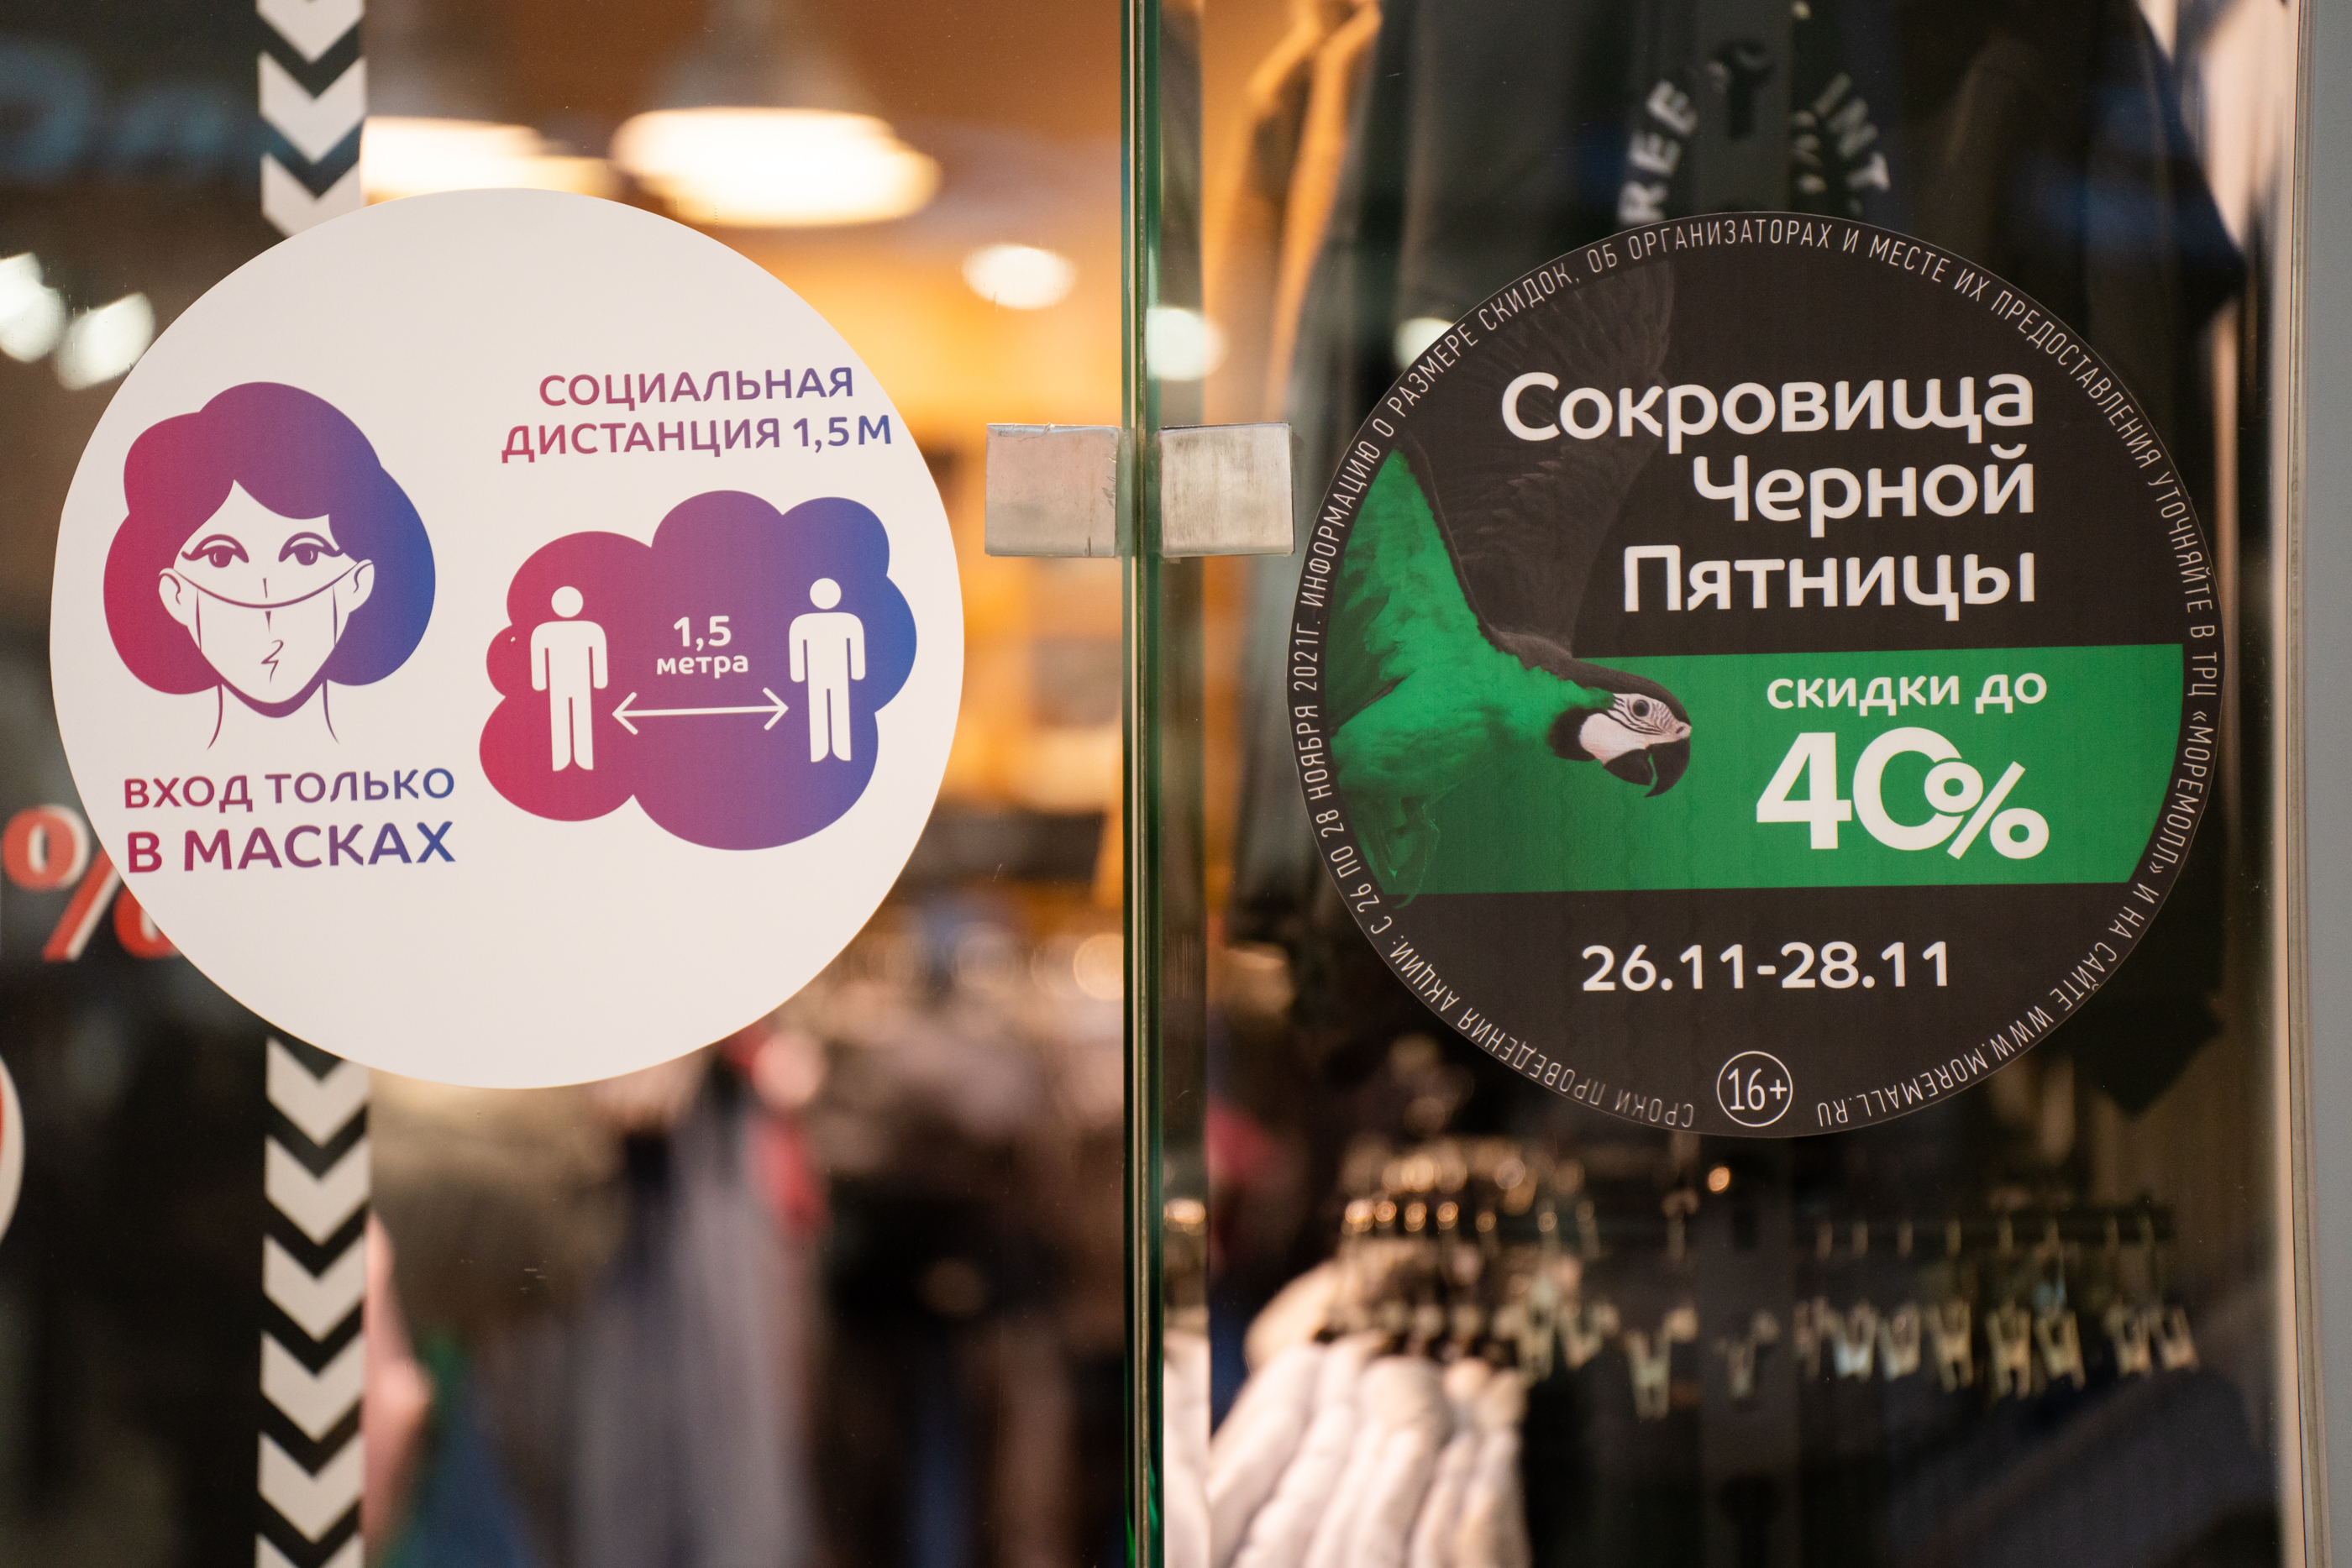 СОЦИАЛЬНАЯ
ДИСТАНЦИЯ 1,5 М
1,5
метра
ВХОД ТОЛЬКО
В МАСКАХ
%
Сокровища
Черной
Пятницы
скидки до
40%
26.11-28.11
16+
СРОКИ ПРОВЕДЕНИЯ АКЦИИ: С 26 ПО 28 НОЯБРЯ 2021Г. ИНФОРМАЦИЮ О РАЗМЕРЕ СКИДОК, ОБ ОРГАНИЗАТОРАХ И МЕСТЕ ИХ ПРЕДОСТАВЛЕНИЯ УТОЧНЯЙТЕ В ТРЦ «МОРЕМОЛЛ» И НА САЙТЕ WWW.MOREMALL.RU